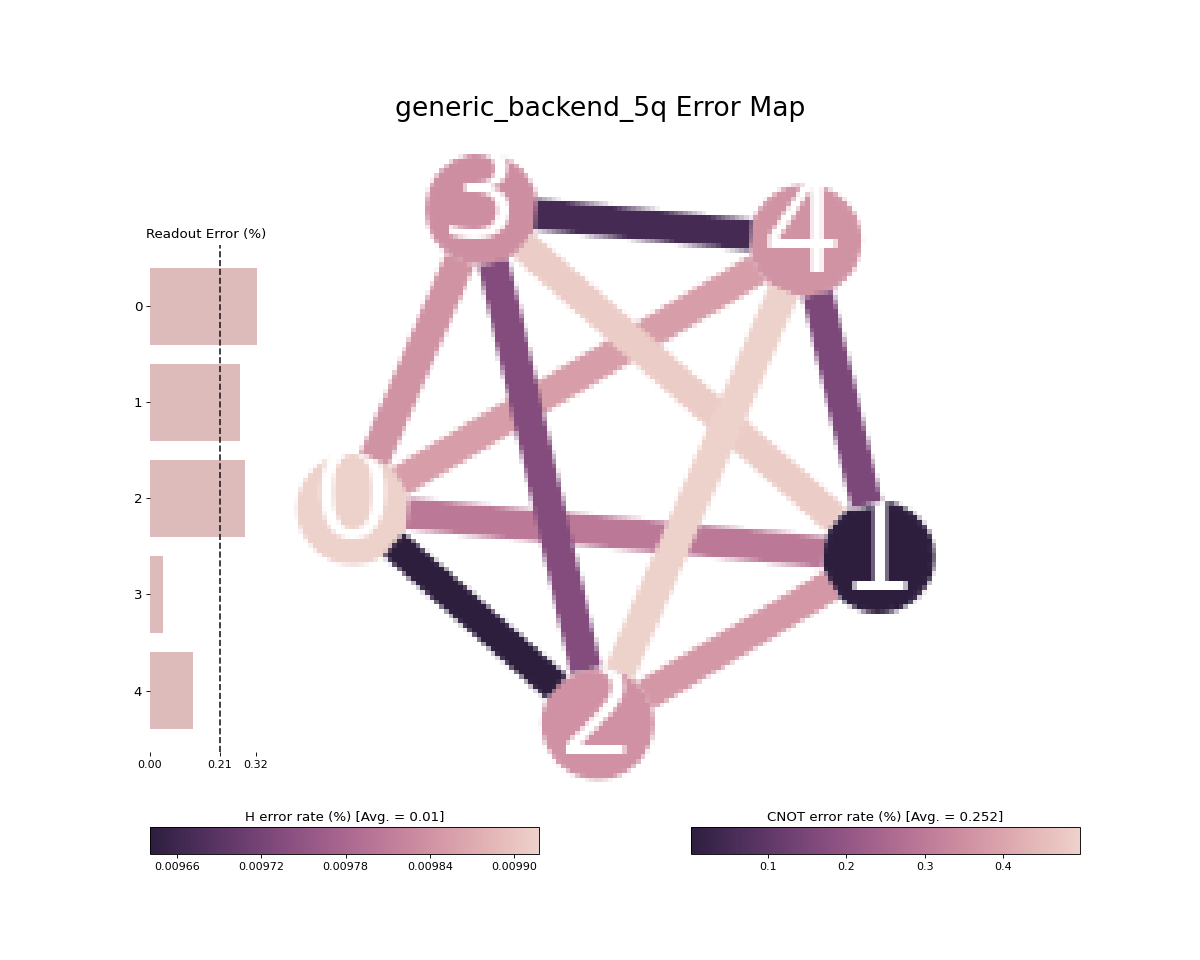 generic_backend_5q Error Map
3
4
Readout Error (%)
0
1
2
3
4
0.00 0.21 0.32
0
1
2
H error rate (%) [Avg. = 0.01]
0.00966 0.00972 0.00978 0.00984 0.00990
CNOT error rate (%) [Avg. = 0.252]
0.1 0.2 0.3 0.4